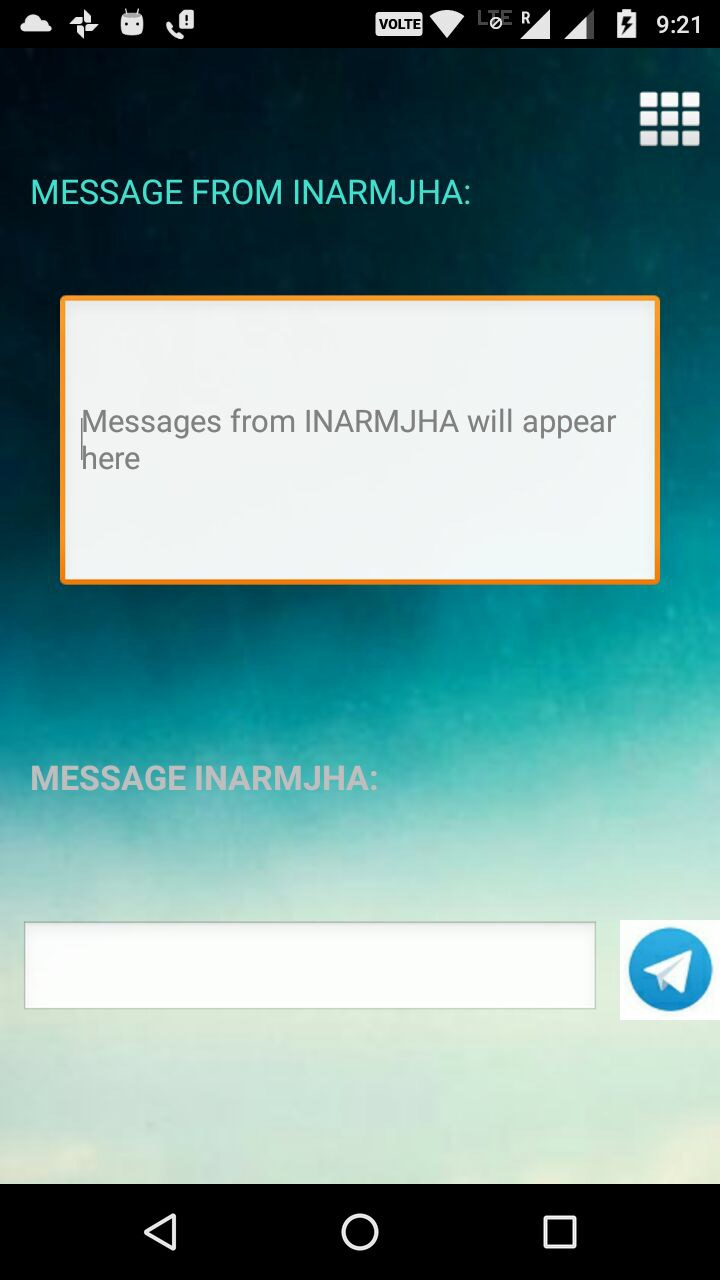 VOLTE LTE R 9:21
MESSAGE FROM INARMJHA:
Messages from INARMJHA will appear
here
MESSAGE INARMJHA: